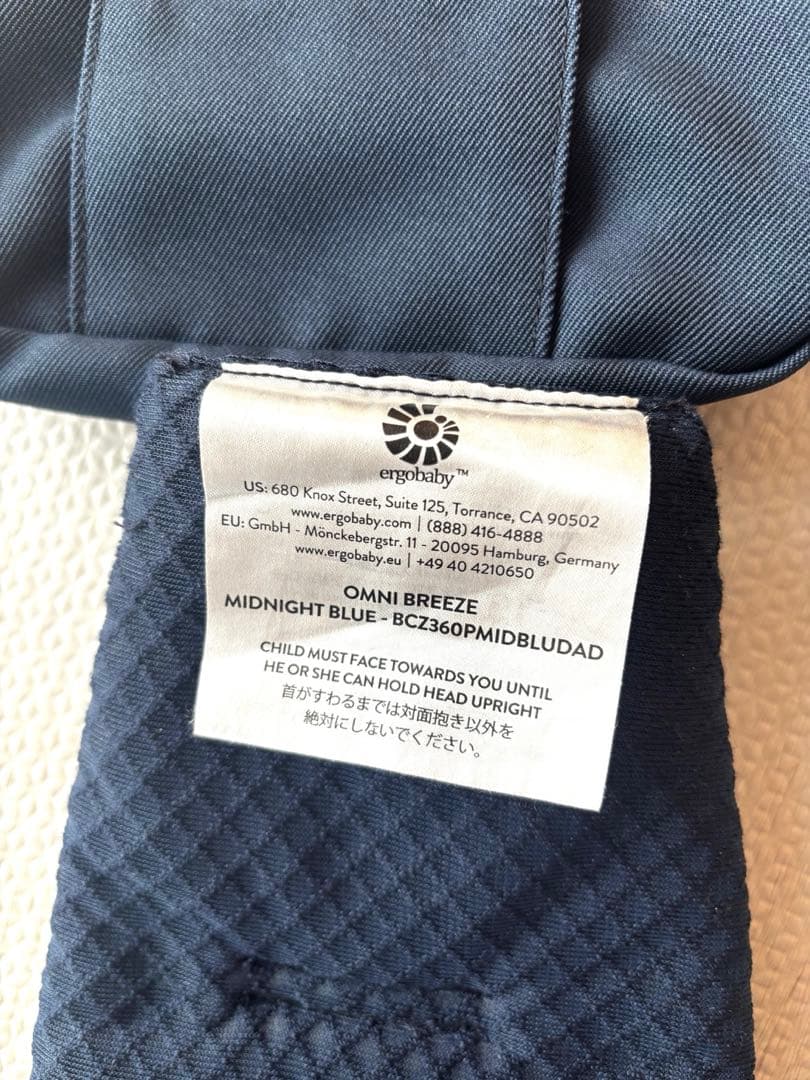 ergobaby™
US: 680 Knox Street, Suite 125, Torrance, CA 90502
www.ergobaby.com | (888) 416-4888
EU: GmbH - Mönckebergstr. 11 - 20095 Hamburg, Germany
www.ergobaby.eu | +49 40 4210650
OMNI BREEZE
MIDNIGHT BLUE - BCZ360PMIDBLUDAD
CHILD MUST FACE TOWARDS YOU UNTIL
HE OR SHE CAN HOLD HEAD UPRIGHT
首がすわるまでは対面抱き以外を
絶対にしないでください。